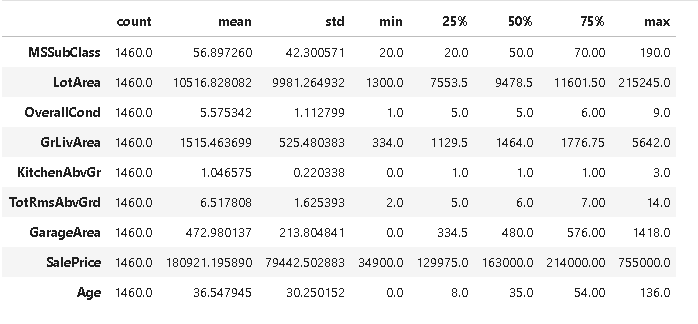 count mean std min 25% 50% 75% max
MSSubClass 1460.0 56.897260 42.300571 20.0 20.0 50.0 70.00 190.0
LotArea 1460.0 10516.828082 9981.264932 1300.0 7553.5 9478.5 11601.50 215245.0
OverallCond 1460.0 5.575342 1.112799 1.0 5.0 5.0 6.00 9.0
GrLivArea 1460.0 1515.463699 525.480383 334.0 1129.5 1464.0 1776.75 5642.0
KitchenAbvGr 1460.0 1.046575 0.220338 0.0 1.0 1.0 1.00 3.0
TotRmsAbvGrd 1460.0 6.517808 1.625393 2.0 5.0 6.0 7.00 14.0
GarageArea 1460.0 472.980137 213.804841 0.0 334.5 480.0 576.00 1418.0
SalePrice 1460.0 180921.195890 79442.502883 34900.0 129975.0 163000.0 214000.00 755000.0
Age 1460.0 36.547945 30.250152 0.0 8.0 35.0 54.00 136.0